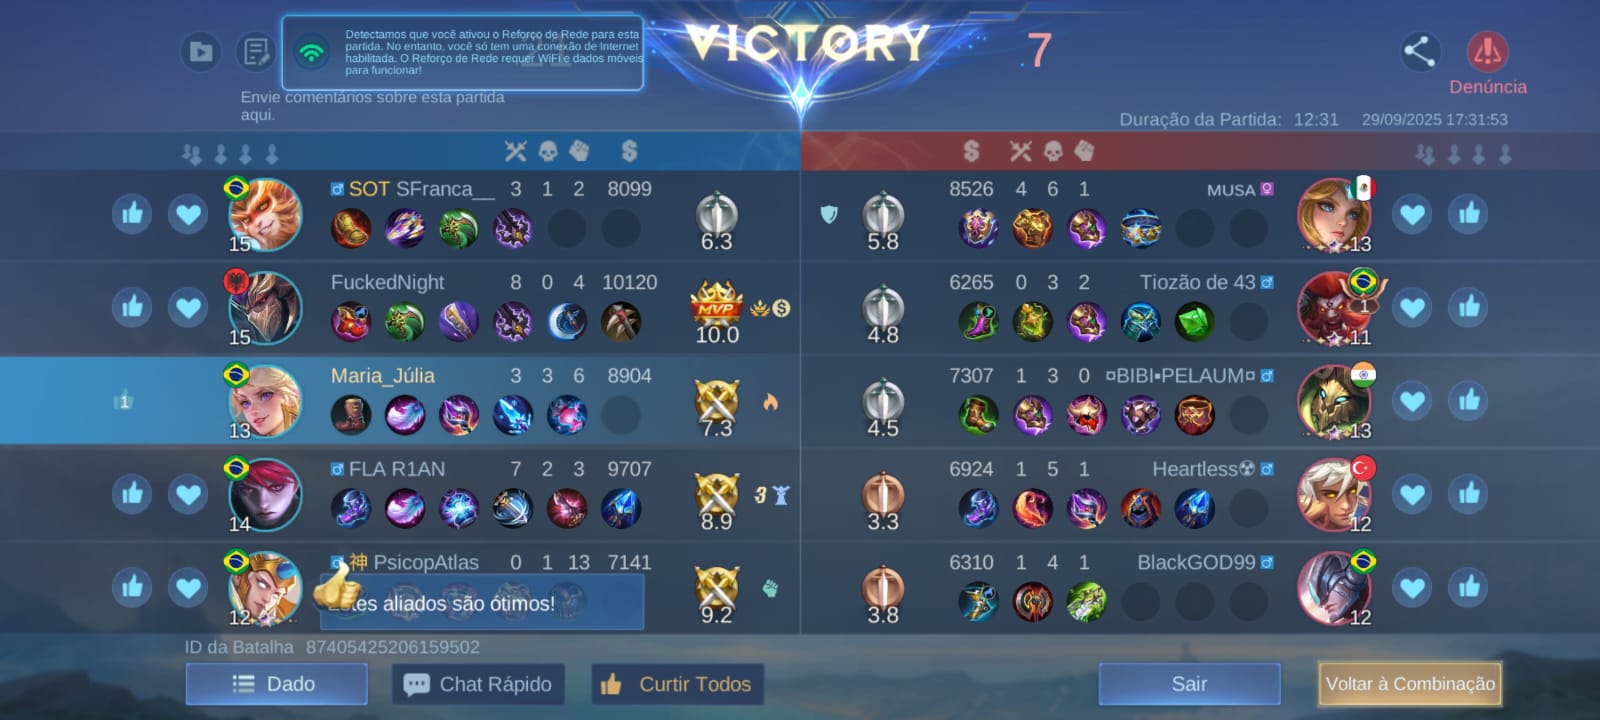 Detectamos que você ativou o Reforço de Rede para esta
partida. No entanto, você só tem uma conexão de Internet
habilitada. O Reforço de Rede requer WiFi e dados móveis
para funcionar!
VICTORY
7
Denúncia
Envie comentários sobre esta partida
aqui.
Duração da Partida: 12:31 29/09/2025 17:31:53
SOT SFranca__ 3 1 2 8099
15
6.3
8526 4 6 1 MUSA
5.8
13
FuckedNight 8 0 4 10120
15
MVP
10.0
6265 0 3 2 Tiozão de 43
4.8
1
11
Maria_Júlia 3 3 6 8904
1
13
7.3
7307 1 3 0 ¤BIBI▪PELAUM¤
4.5
13
FLA R1AN 7 2 3 9707
14
8.9
3
6924 1 5 1 Heartless☢
3.3
12
神 PsicopAtlas 0 1 13 7141
12
Estes aliados são ótimos!
9.2
6310 1 4 1 BlackGOD99
3.8
12
ID da Batalha 874054252061595​02
Dado
Chat Rápido
Curtir Todos
Sair
Voltar à Combinação